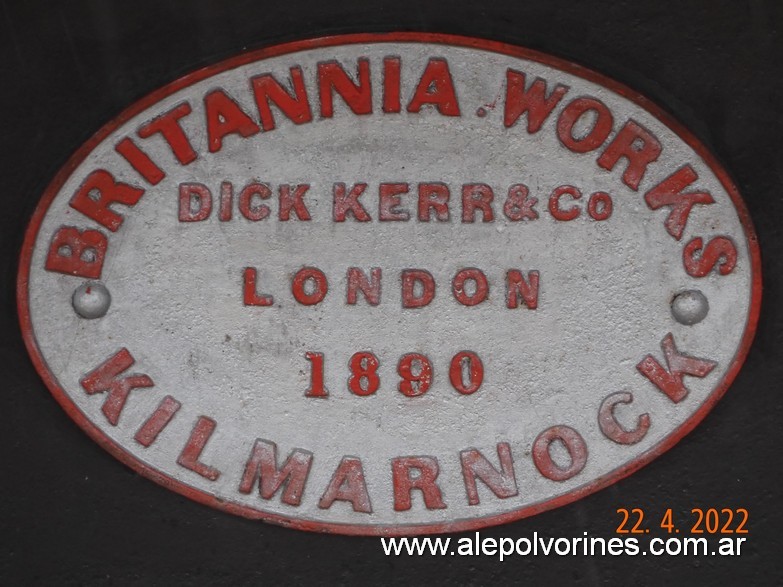 BRITANNIA WORKS
DICK KERR & Co
LONDON
1890
KILMARNOCK
22. 4. 2022
www.alepolvorines.com.ar